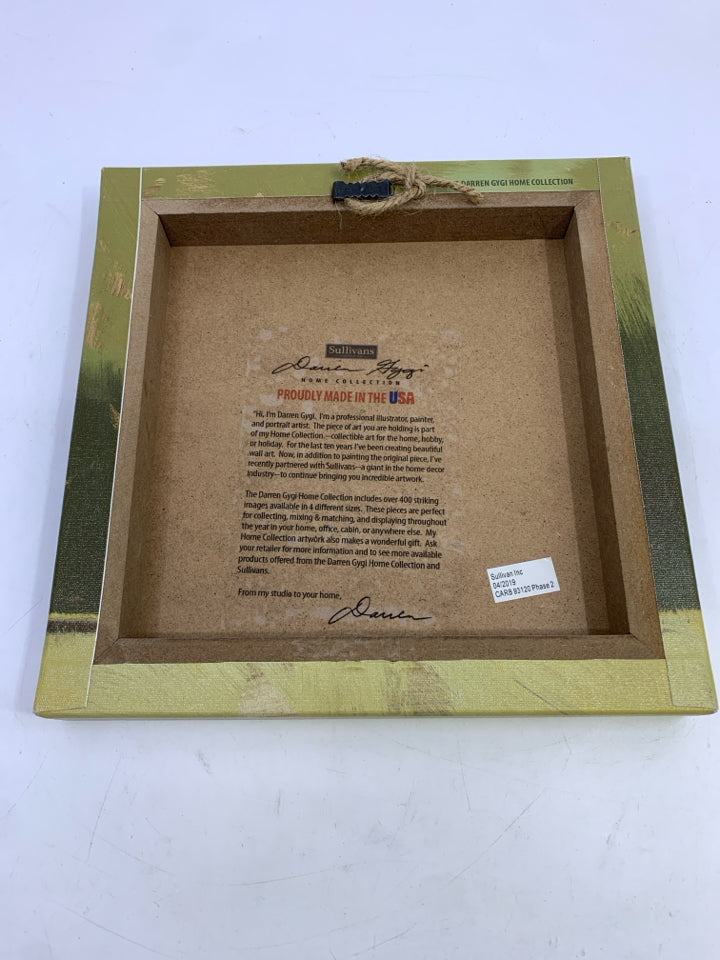 DARREN GYGI HOME COLLECTION
Sullivans
Darren Gygi
HOME COLLECTION
PROUDLY MADE IN THE USA
"Hi, I'm Darren Gygi, I'm a professional illustrator, painter,
and portrait artist. The piece of art you are holding is part
of my Home Collection.—collectible art for the home, hobby,
or holiday. For the last ten years I've been creating beautiful
wall art. Now, in addition to painting the original piece, I've
recently partnered with Sullivans—a giant in the home decor
industry—to continue bringing you incredible artwork.
The Darren Gygi Home Collection includes over 400 striking
images available in 4 different sizes. These pieces are perfect
for collecting, mixing & matching, and displaying throughout
the year in your home, office, cabin, or anywhere else. My
Home Collection artwork also makes a wonderful gift. Ask
your retailer for more information and to see more available
products offered from the Darren Gygi Home Collection and
Sullivans.
From my studio to your home,
Darren
Sullivan Inc
04/2019
CARB 93120 Phase 2